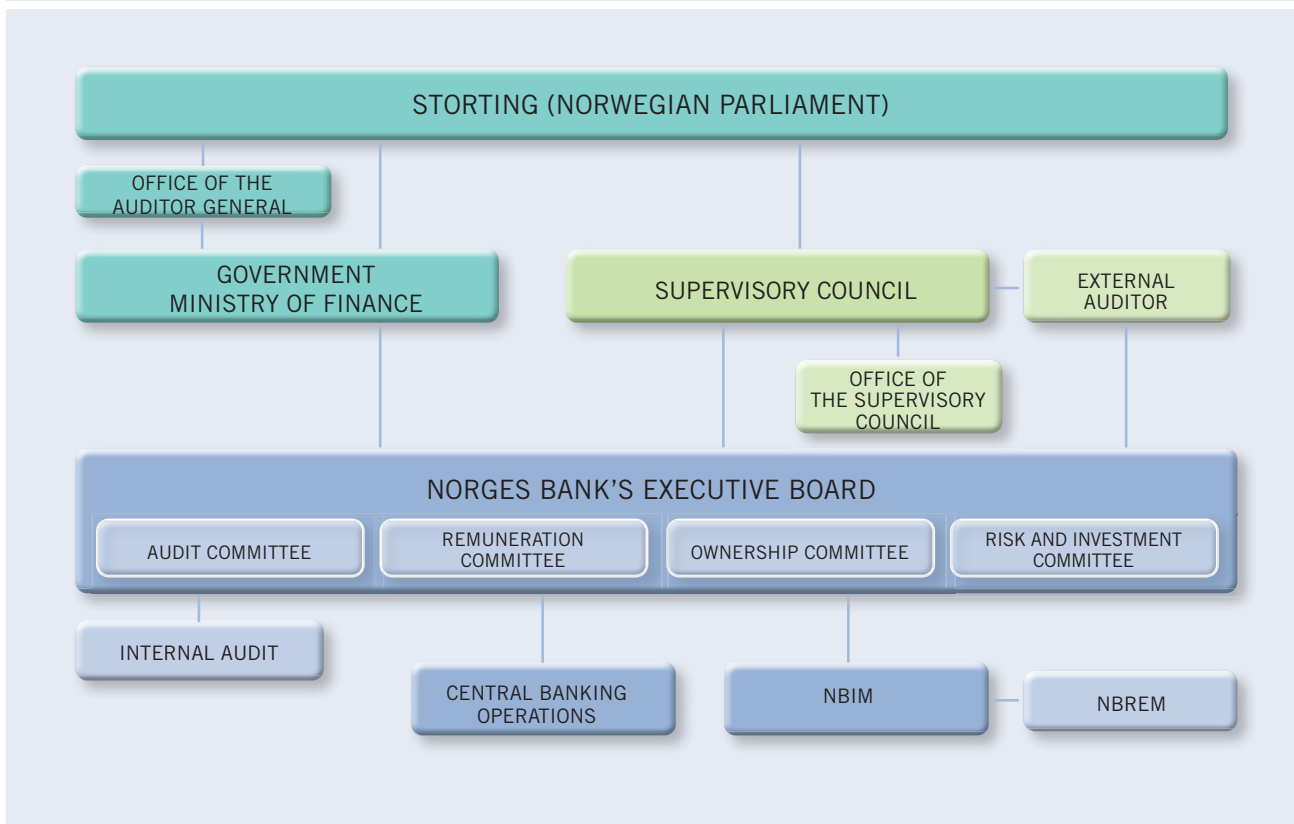 STORTING (NORWEGIAN PARLIAMENT)
OFFICE OF THE
AUDITOR GENERAL
GOVERNMENT
MINISTRY OF FINANCE
SUPERVISORY COUNCIL
EXTERNAL
AUDITOR
OFFICE OF
THE SUPERVISORY
COUNCIL
NORGES BANK’S EXECUTIVE BOARD
AUDIT COMMITTEE
REMUNERATION
COMMITTEE
OWNERSHIP COMMITTEE
RISK AND INVESTMENT
COMMITTEE
INTERNAL AUDIT
CENTRAL BANKING
OPERATIONS
NBIM
NBREM